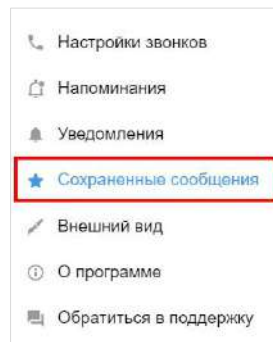 Настройки звонков
Напоминания
Уведомления
Сохраненные сообщения
Внешний вид
О программе
Обратиться в поддержку